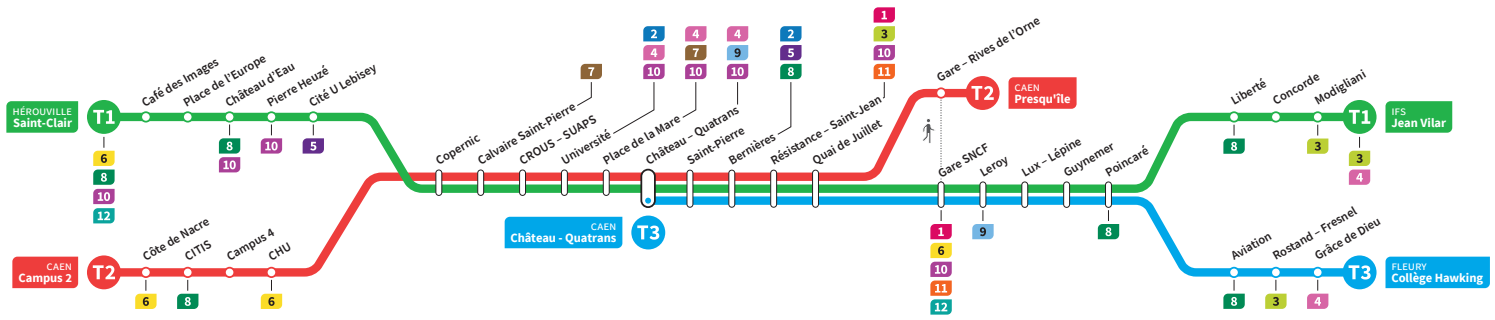 HÉROUVILLE
Saint-Clair
T1
6
8
10
12
Café des Images
Place de l'Europe
Château d'Eau
8
10
Pierre Heuzé
10
Cité U Lebisey
5
CAEN
Campus 2
T2
Côte de Nacre
6
CITIS
8
Campus 4
CHU
6
Copernic
Calvaire Saint-Pierre
7
CROUS – SUAPS
Université
2
4
10
Place de la Mare
4
7
10
Château – Quatrans
4
9
10
Saint-Pierre
Bernières
2
5
8
Résistance – Saint-Jean
1
3
10
11
Quai de Juillet
CAEN
Château - Quatrans
T3
Gare – Rives de l'Orne
T2
CAEN
Presqu'île
Gare SNCF
1
6
10
11
12
Leroy
9
Lux – Lépine
Guynemer
Poincaré
8
Liberté
8
Concorde
Modigliani
3
T1
3
4
IFS
Jean Vilar
Aviation
8
Rostand – Fresnel
3
Grâce de Dieu
4
T3
FLEURY
Collège Hawking